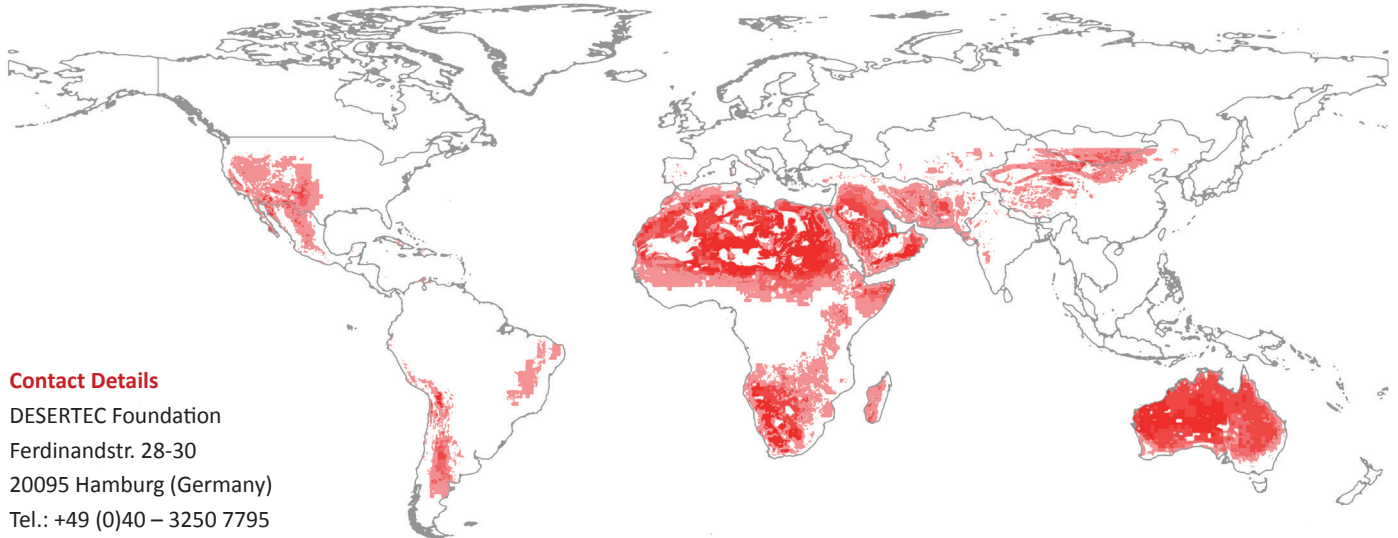 Contact Details
DESERTEC Foundation
Ferdinandstr. 28-30
20095 Hamburg (Germany)
Tel.: +49 (0)40 – 3250 7795